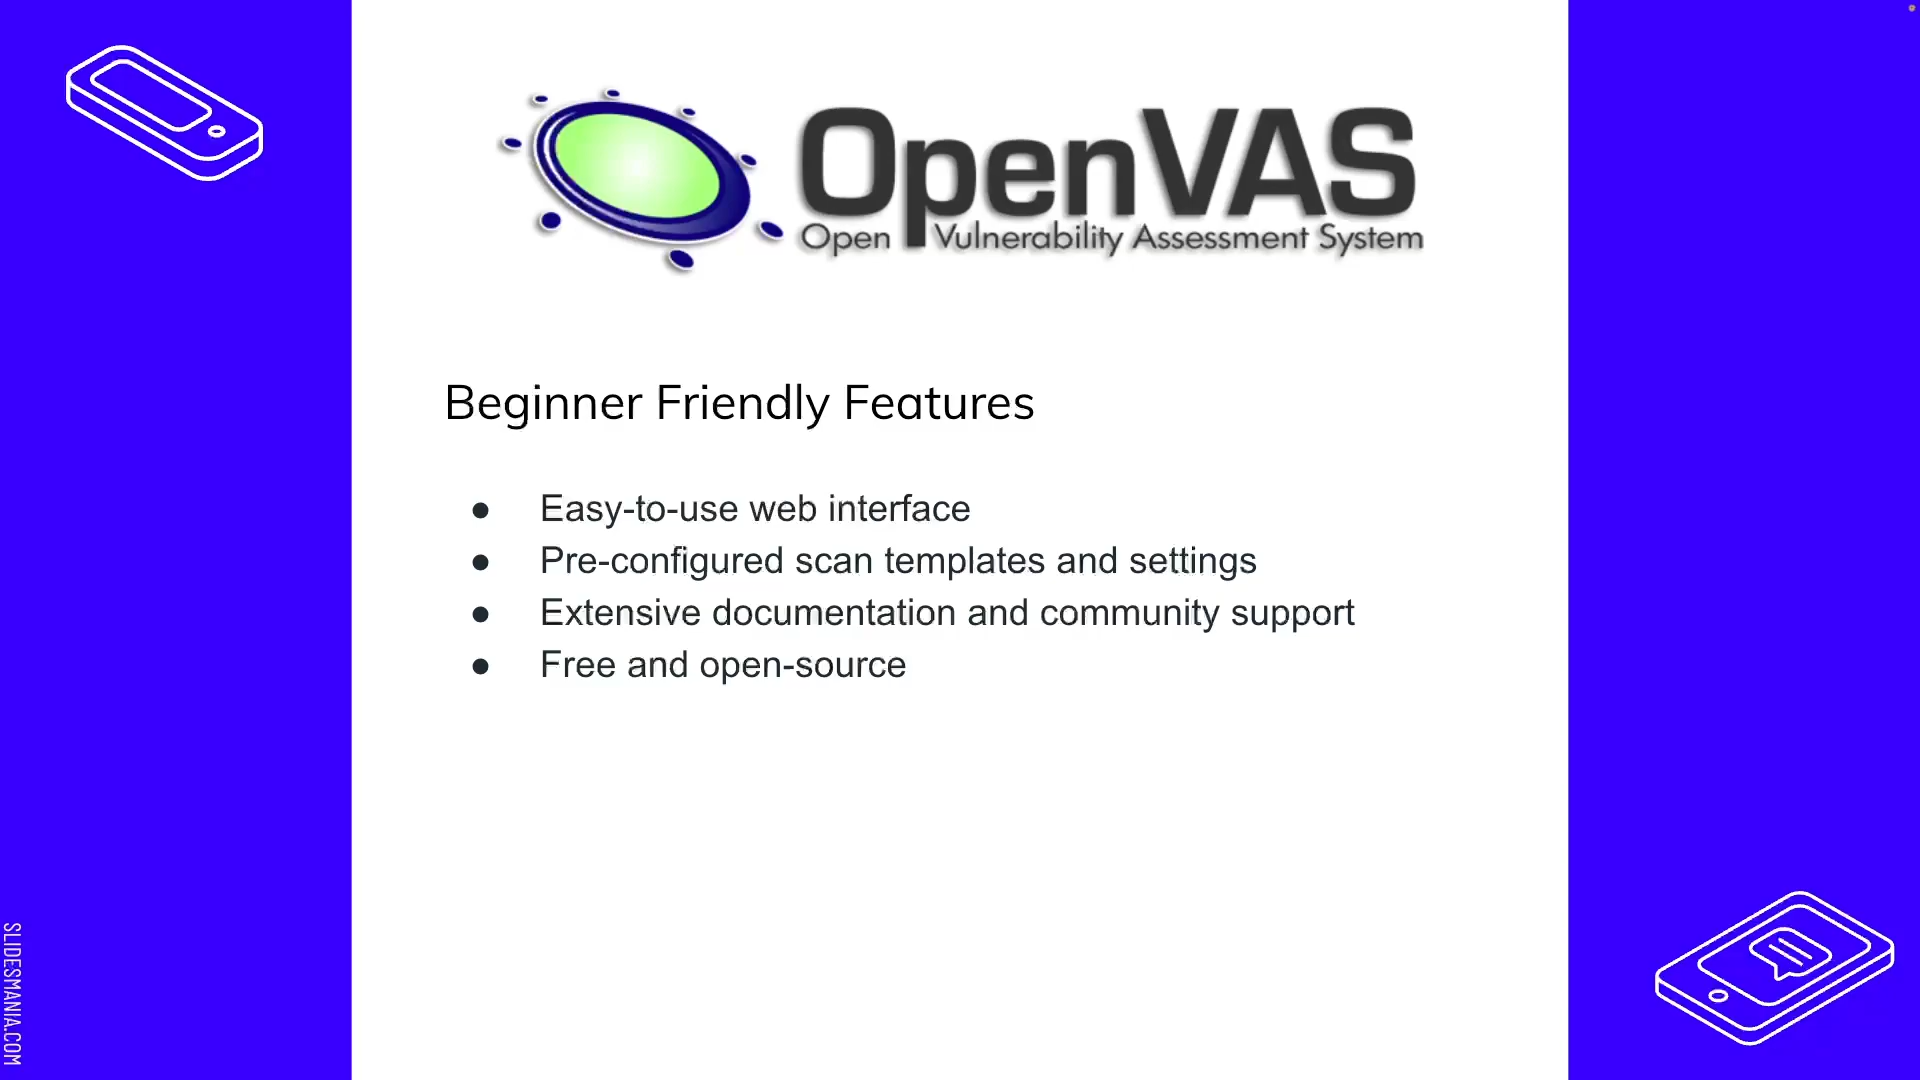 OpenVAS
Open Vulnerability Assessment System
Beginner Friendly Features
● Easy-to-use web interface
● Pre-configured scan templates and settings
● Extensive documentation and community support
● Free and open-source
SLIDESMANIA.COM